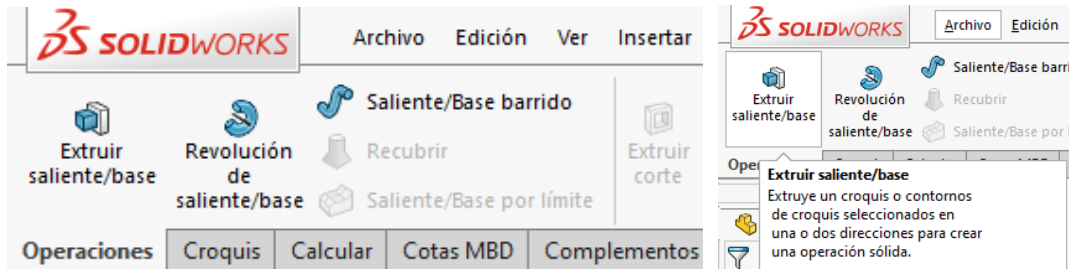 SOLIDWORKS Archivo Edición Ver Insertar
Extruir saliente/base
Revolución de saliente/base
Saliente/Base barrido
Recubrir
Saliente/Base por límite
Extruir corte
Operaciones Croquis Calcular Cotas MBD Complementos
SOLIDWORKS Archivo Edición
Extruir saliente/base
Revolución de saliente/base
Saliente/Base barri
Recubrir
Saliente/Base por
Extruir saliente/base
Extruye un croquis o contornos
de croquis seleccionados en
una o dos direcciones para crear
una operación sólida.